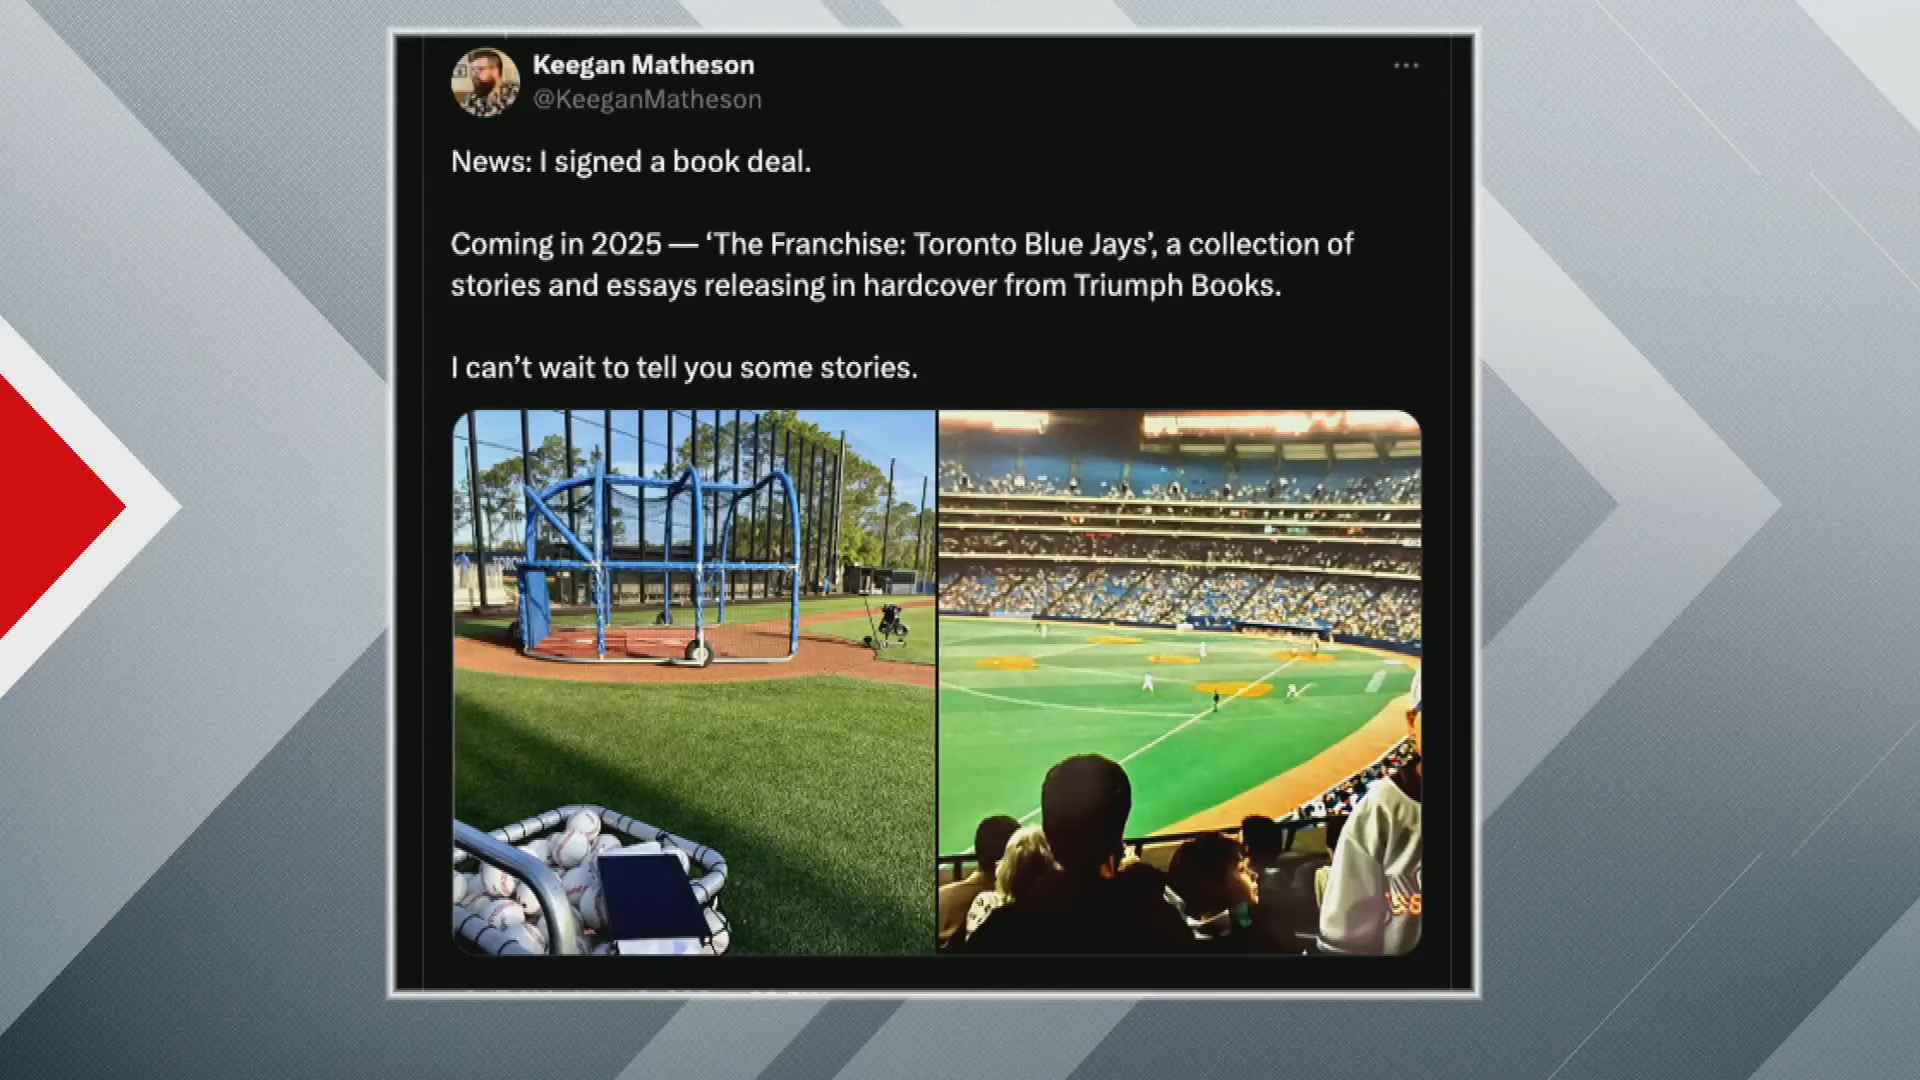 Keegan Matheson
@KeeganMatheson
News: I signed a book deal.
Coming in 2025 — ‘The Franchise: Toronto Blue Jays’, a collection of
stories and essays releasing in hardcover from Triumph Books.
I can’t wait to tell you some stories.